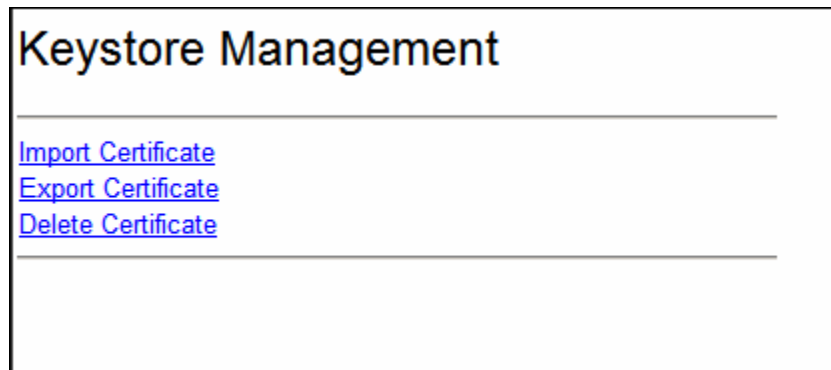 Keystore Management
Import Certificate
Export Certificate
Delete Certificate